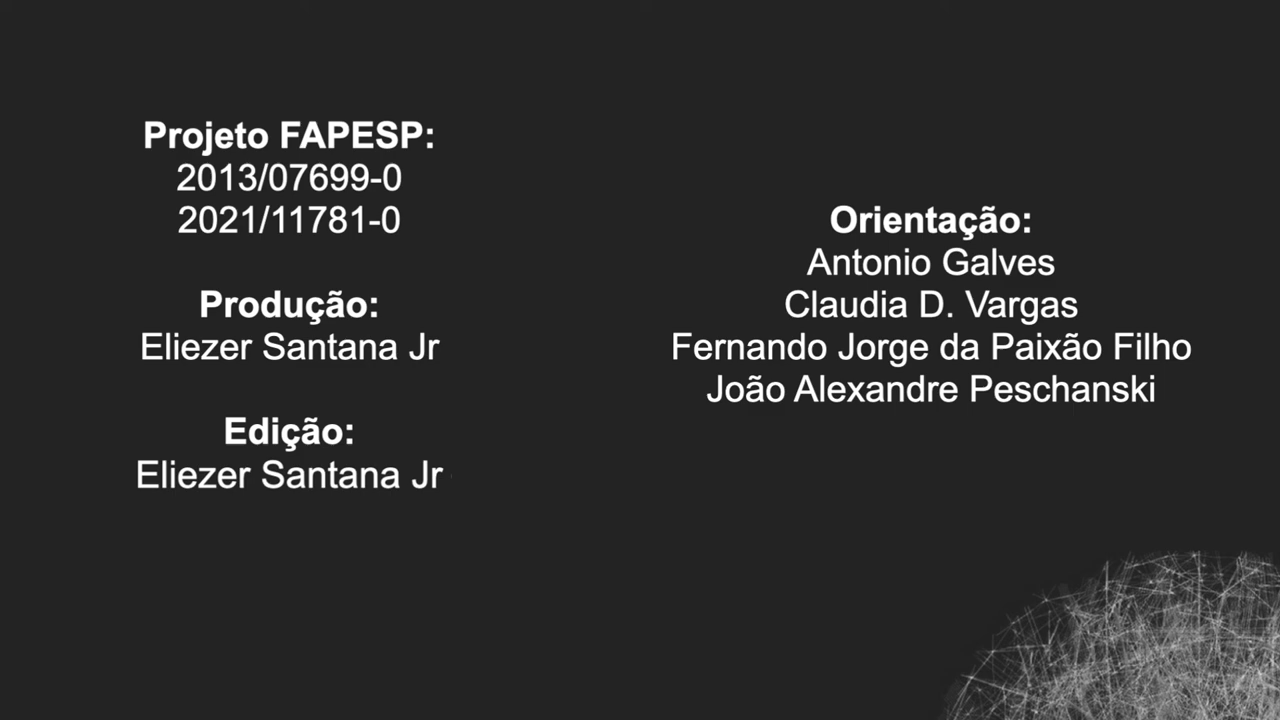 Projeto FAPESP:
2013/07699-0
2021/11781-0
Produção:
Eliezer Santana Jr
Edição:
Eliezer Santana Jr
Orientação:
Antonio Galves
Claudia D. Vargas
Fernando Jorge da Paixão Filho
João Alexandre Peschanski